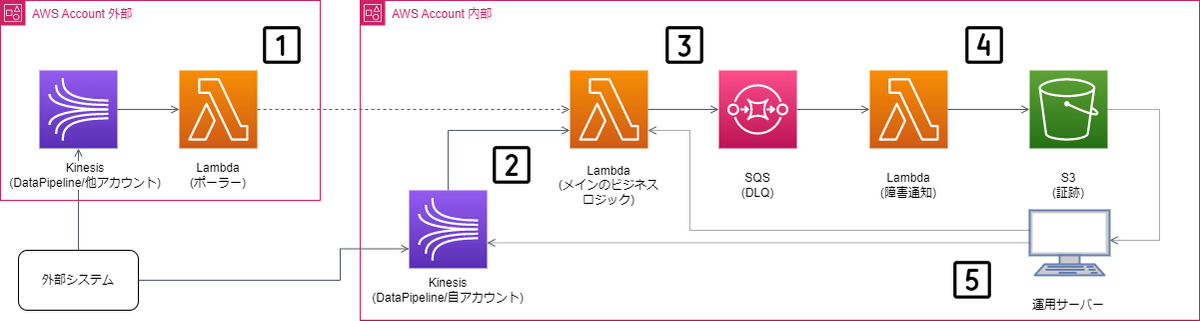 AWS Account 外部
1
Kinesis
(DataPipeline/他アカウント)
Lambda
(ポーラー)
外部システム
AWS Account 内部
2
Kinesis
(DataPipeline/自アカウント)
3
Lambda
(メインのビジネス
ロジック)
SQS
(DLQ)
4
Lambda
(障害通知)
S3
(証跡)
5
運用サーバー